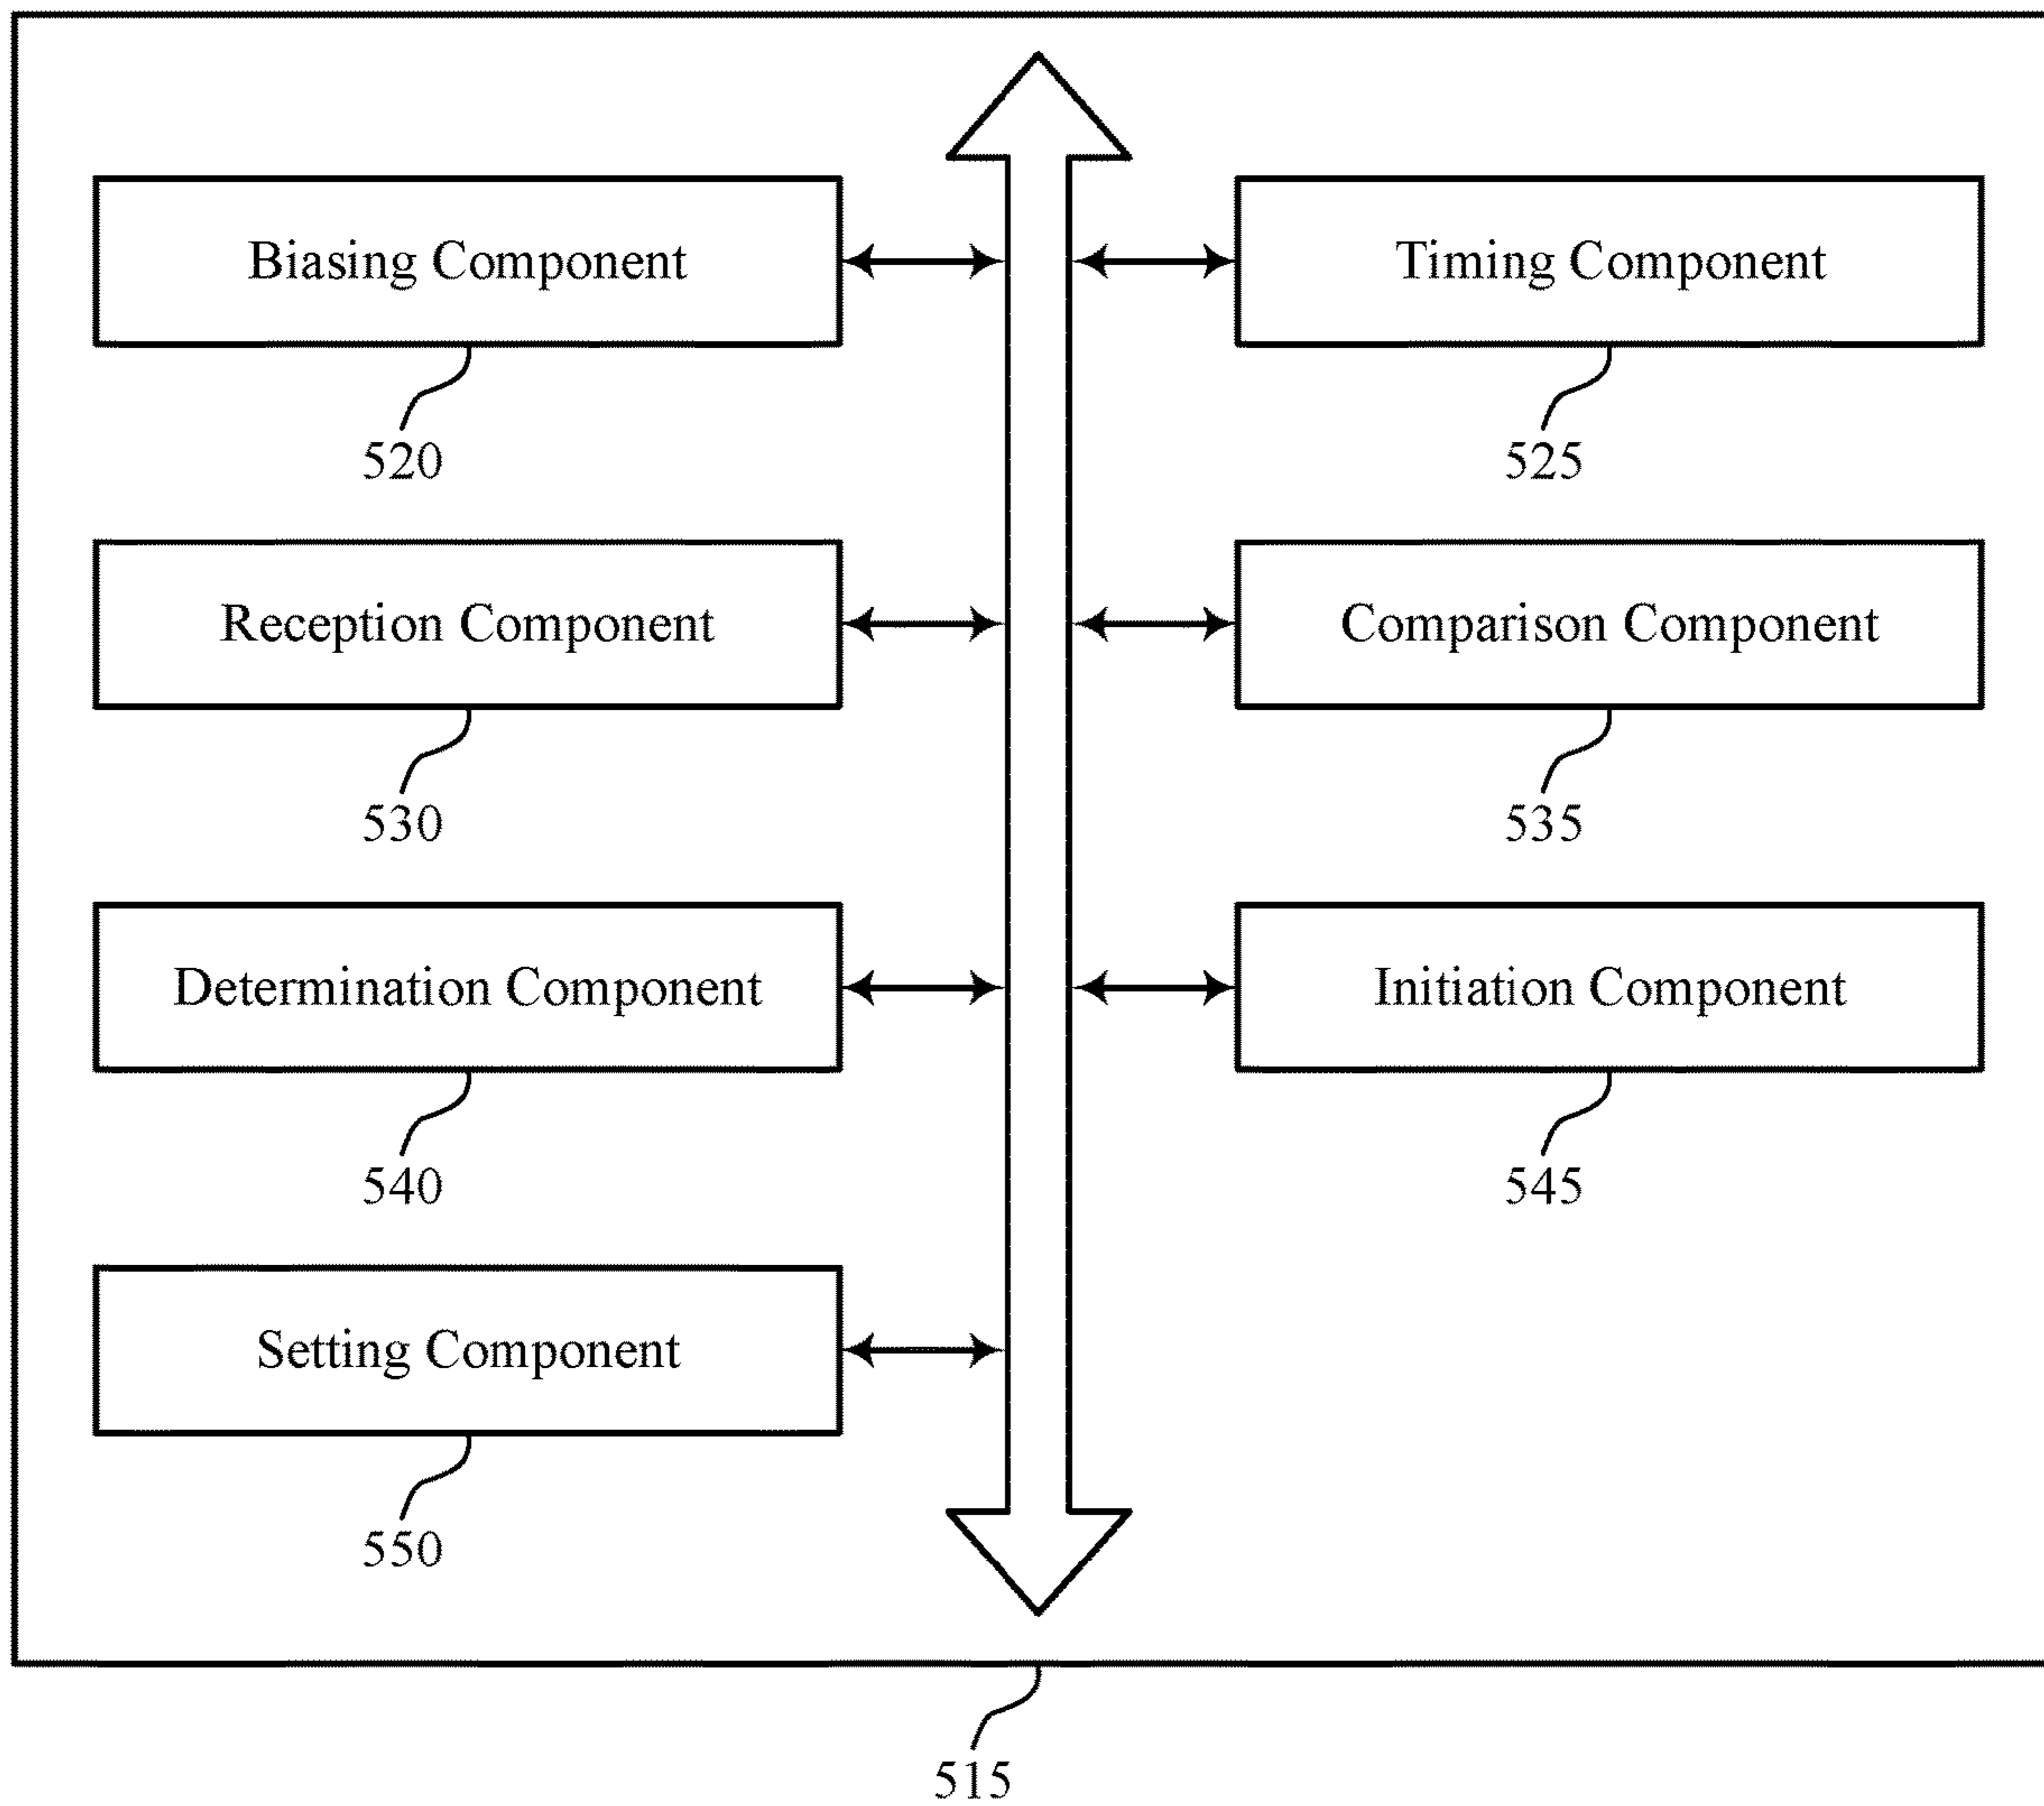 Biasing Component
Timing Component
520
525
Reception Component
Comparison Component
530
535
Determination Component
Initiation Component
540
545
Setting Component
550
515